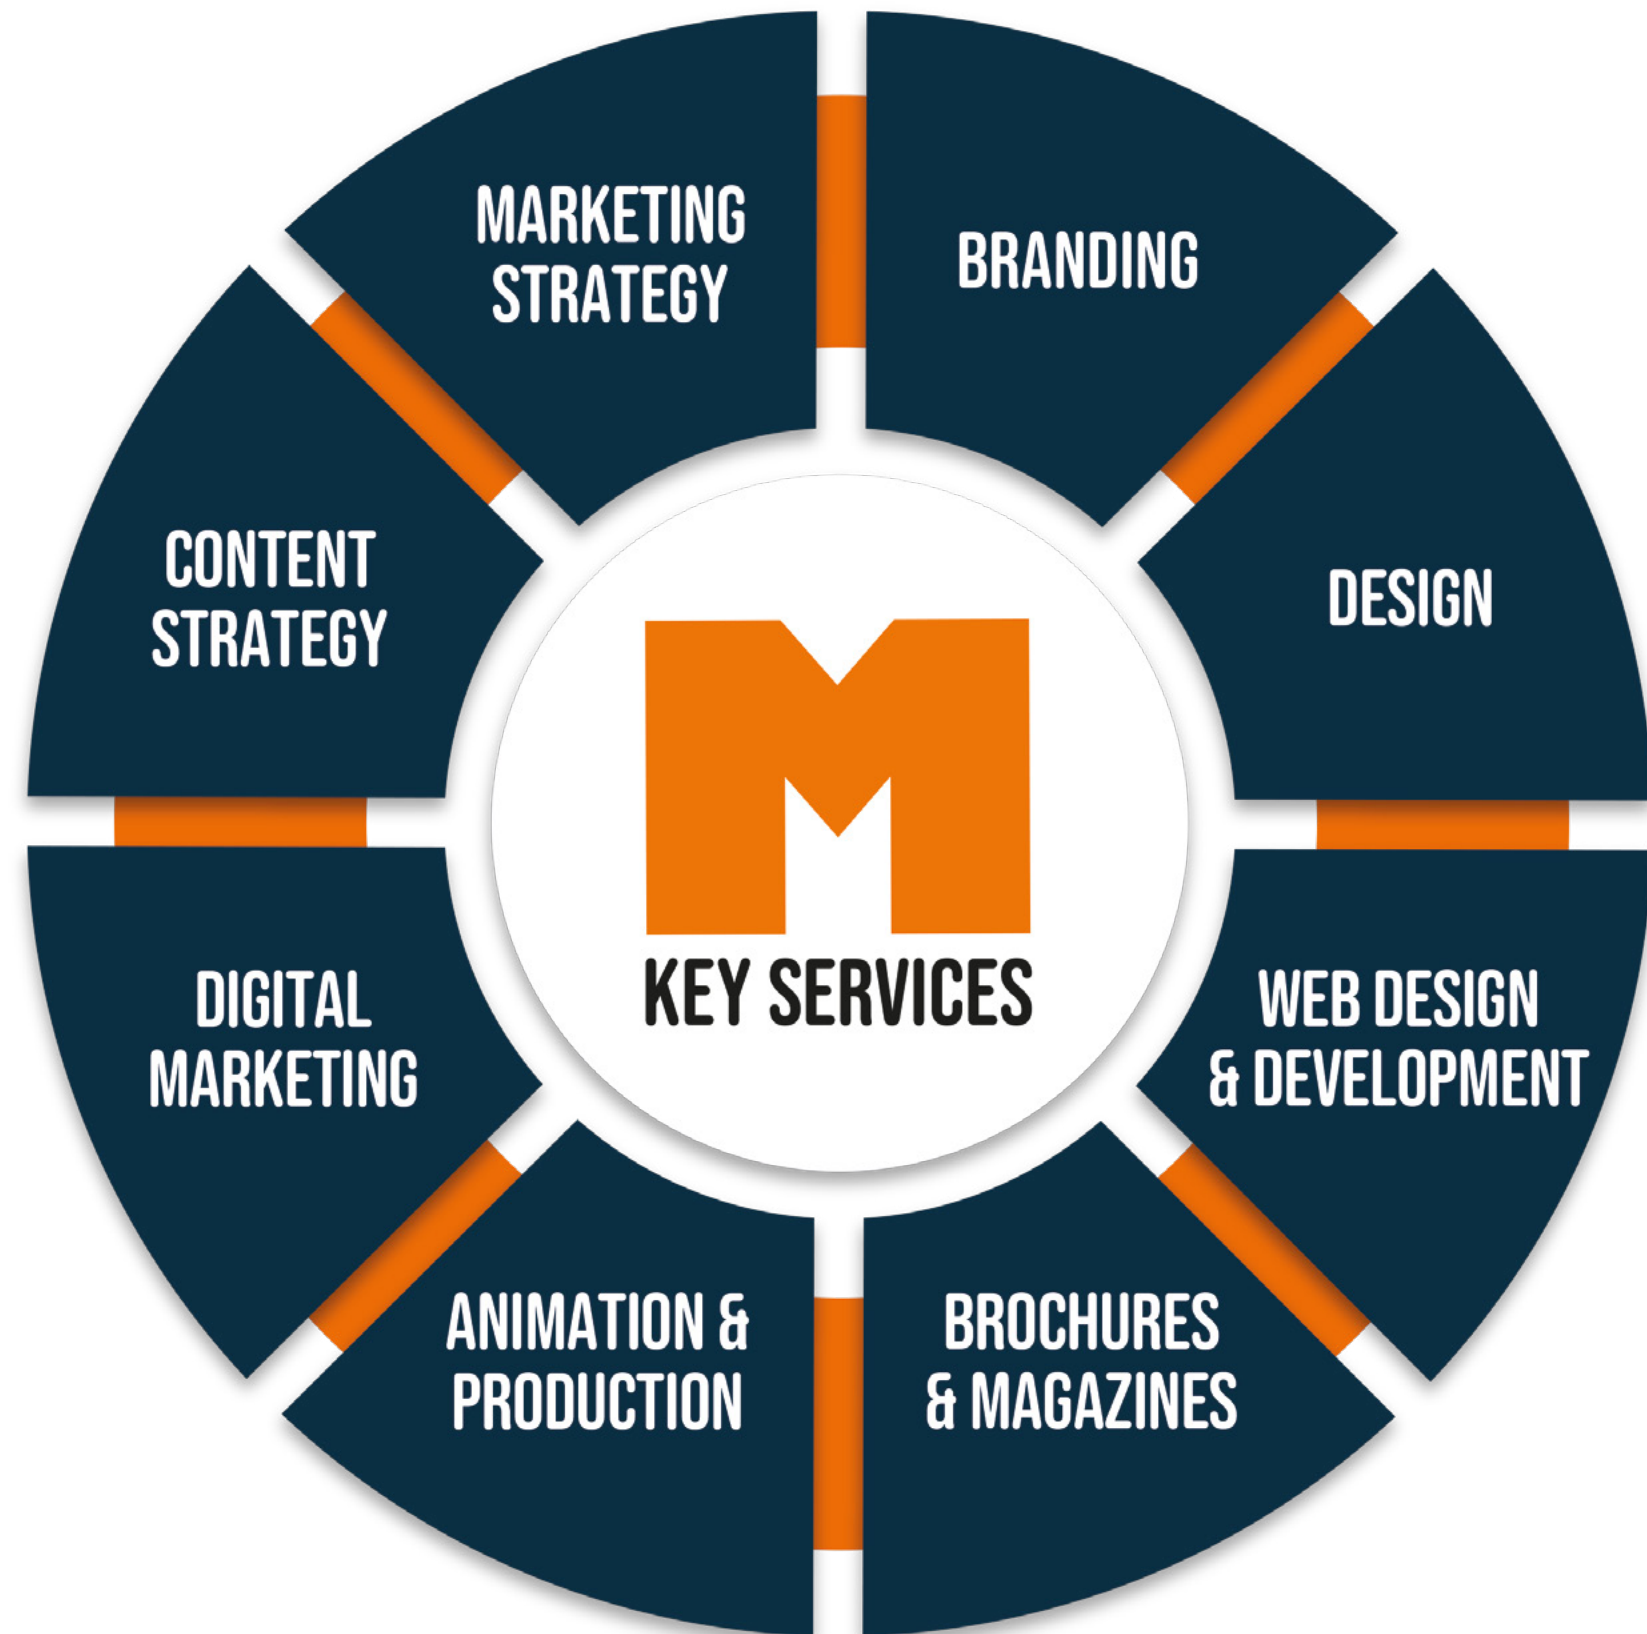 MARKETING
STRATEGY
BRANDING
DESIGN
WEB DESIGN
& DEVELOPMENT
BROCHURES
& MAGAZINES
ANIMATION &
PRODUCTION
DIGITAL
MARKETING
CONTENT
STRATEGY
M
KEY SERVICES